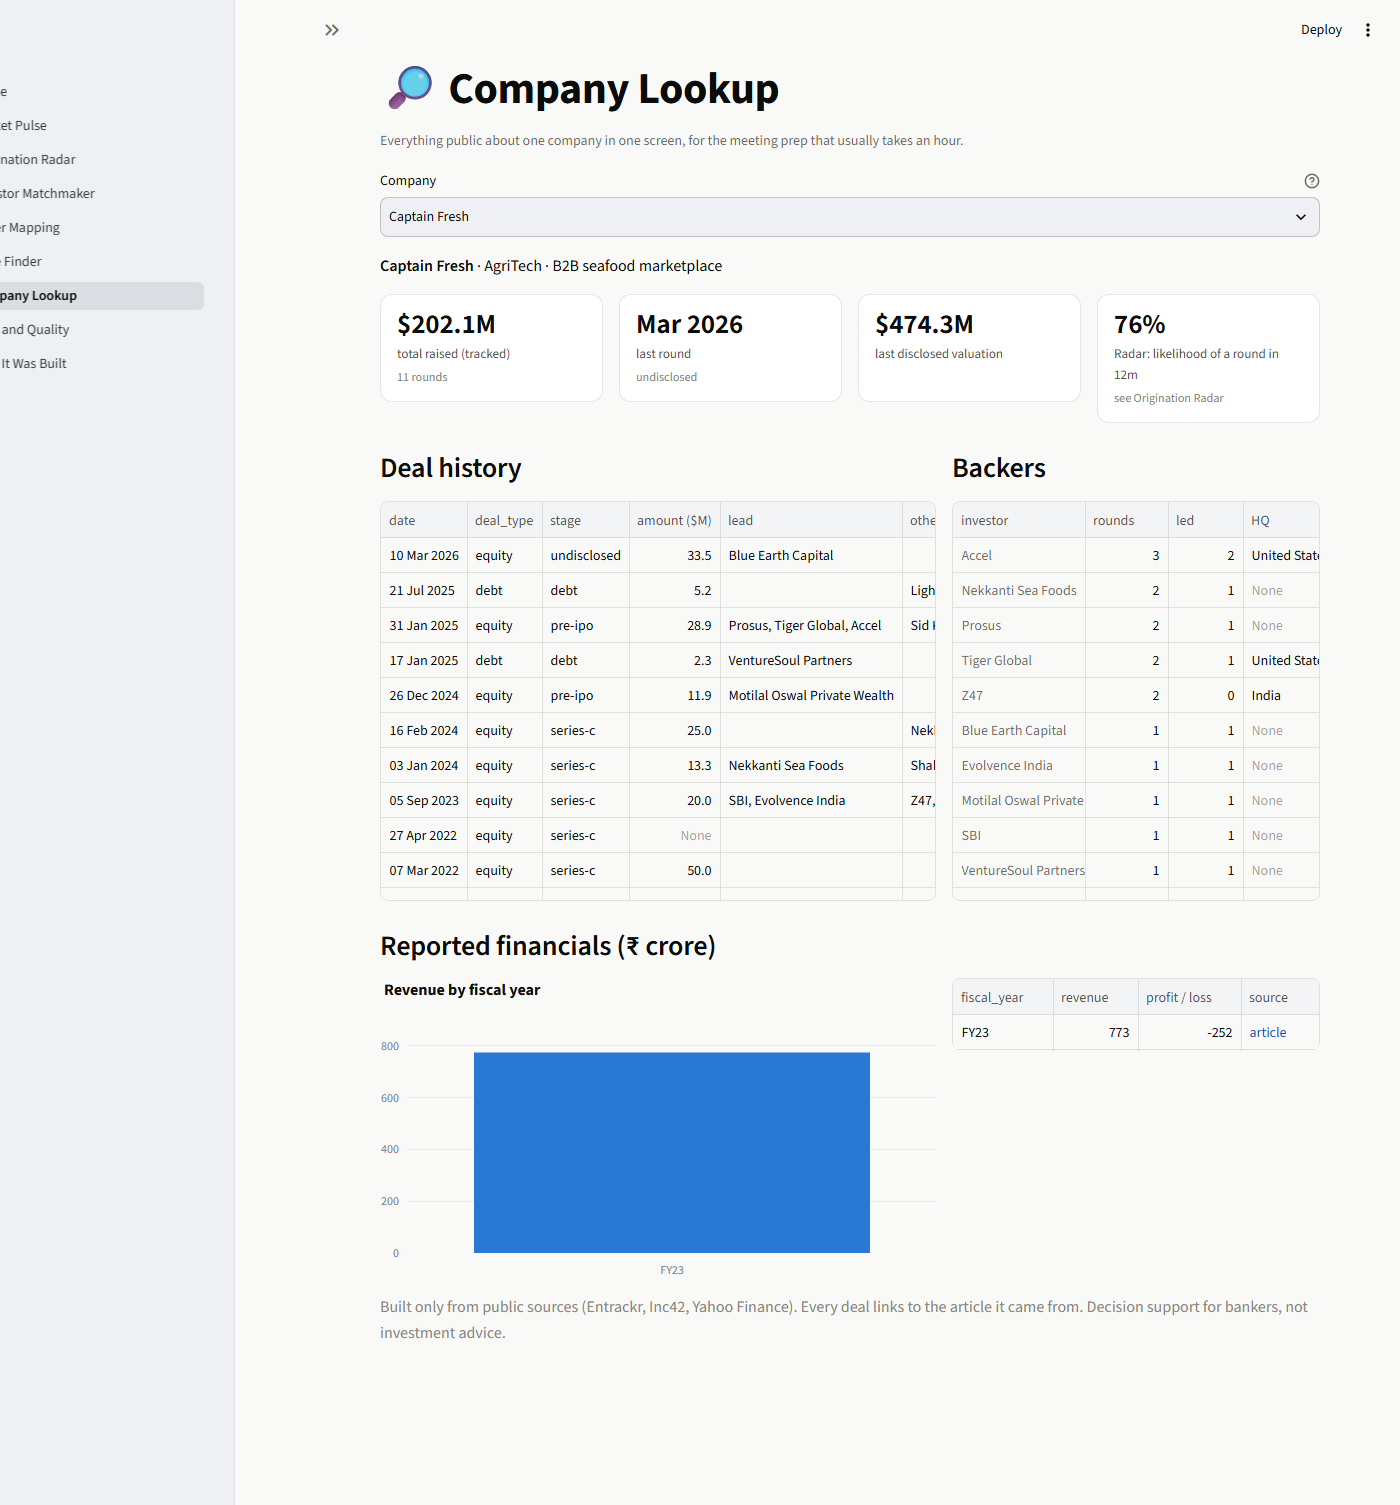 Deploy
Company Lookup
Everything public about one company in one screen, for the meeting prep that usually takes an hour.
e
et Pulse
nation Radar
stor Matchmaker
r Mapping
Finder
pany Lookup
and Quality
It Was Built
Company
Captain Fresh
Captain Fresh · AgriTech · B2B seafood marketplace
$202.1M
total raised (tracked)
11 rounds
Mar 2026
last round
undisclosed
$474.3M
last disclosed valuation
76%
Radar: likelihood of a round in
12m
see Origination Radar
Deal history
date deal_type stage amount ($M) lead othe
10 Mar 2026 equity undisclosed 33.5 Blue Earth Capital
21 Jul 2025 debt debt 5.2 Ligh
31 Jan 2025 equity pre-ipo 28.9 Prosus, Tiger Global, Accel Sid
17 Jan 2025 debt debt 2.3 VentureSoul Partners
26 Dec 2024 equity pre-ipo 11.9 Motilal Oswal Private Wealth
16 Feb 2024 equity series-c 25.0 Nek
03 Jan 2024 equity series-c 13.3 Nekkanti Sea Foods Shal
05 Sep 2023 equity series-c 20.0 SBI, Evolvence India Z47,
27 Apr 2022 equity series-c None
07 Mar 2022 equity series-c 50.0
Backers
investor rounds led HQ
Accel 3 2 United State
Nekkanti Sea Foods 2 1 None
Prosus 2 1 None
Tiger Global 2 1 United State
Z47 2 0 India
Blue Earth Capital 1 1 None
Evolvence India 1 1 None
Motilal Oswal Private 1 1 None
SBI 1 1 None
VentureSoul Partners 1 1 None
Reported financials (₹ crore)
Revenue by fiscal year
800
600
400
200
0
FY23
fiscal_year revenue profit / loss source
FY23 773 -252 article
Built only from public sources (Entrackr, Inc42, Yahoo Finance). Every deal links to the article it came from. Decision support for bankers, not
investment advice.